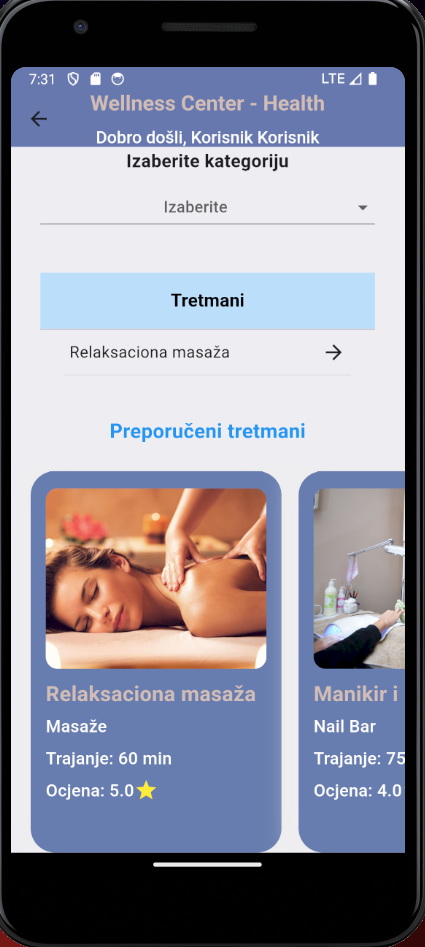 7:31 LTE
Wellness Center - Health
Dobro došli, Korisnik Korisnik
Izaberite kategoriju
Izaberite
Tretmani
Relaksaciona masaža
Preporučeni tretmani
Relaksaciona masaža
Masaže
Trajanje: 60 min
Ocjena: 5.0
Manikir i
Nail Bar
Trajanje: 75
Ocjena: 4.0